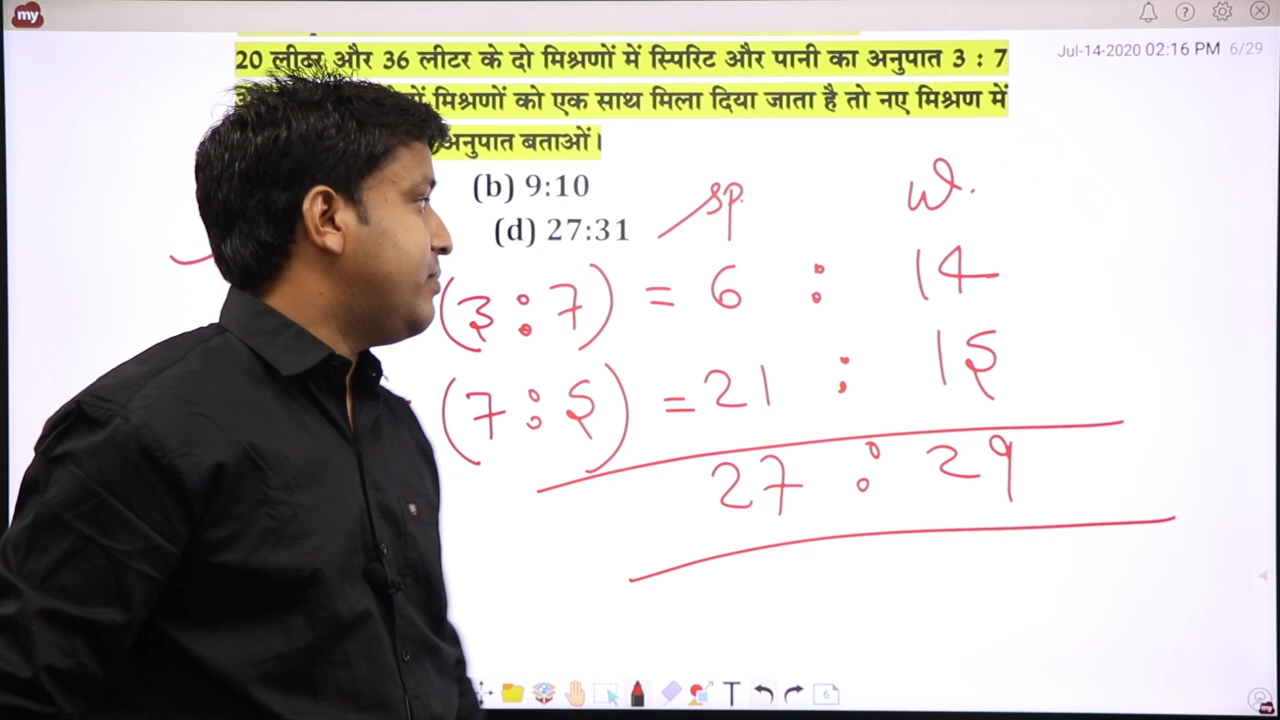 my
Jul-14-2020 02:16 PM 6/29
20 लीटर और 36 लीटर के दो मिश्रणों में स्पिरिट और पानी का अनुपात 3 : 7
मिश्रणों को एक साथ मिला दिया जाता है तो नए मिश्रण में
अनुपात बताओं।
(b) 9:10
(d) 27:31
sp. w.
(3 : 7) = 6 : 14
(7 : 5) = 21 : 15
27 : 29
T 6
my